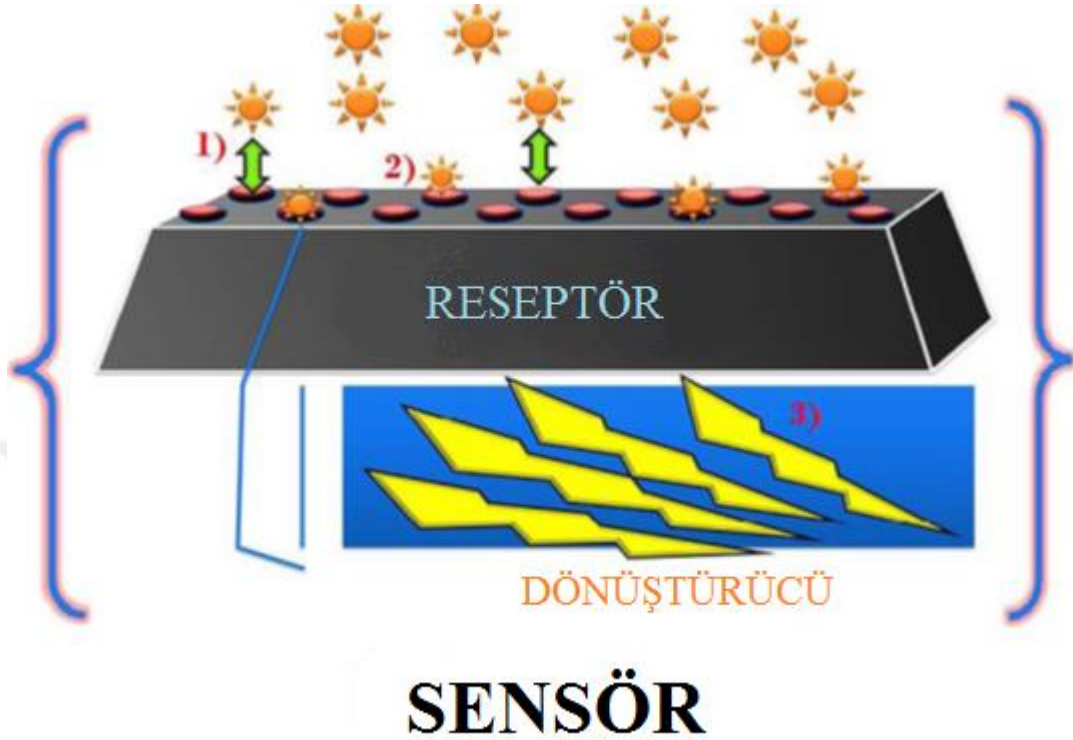 1)
2)
RESEPTÖR
3)
DÖNÜŞTÜRÜCÜ
SENSÖR